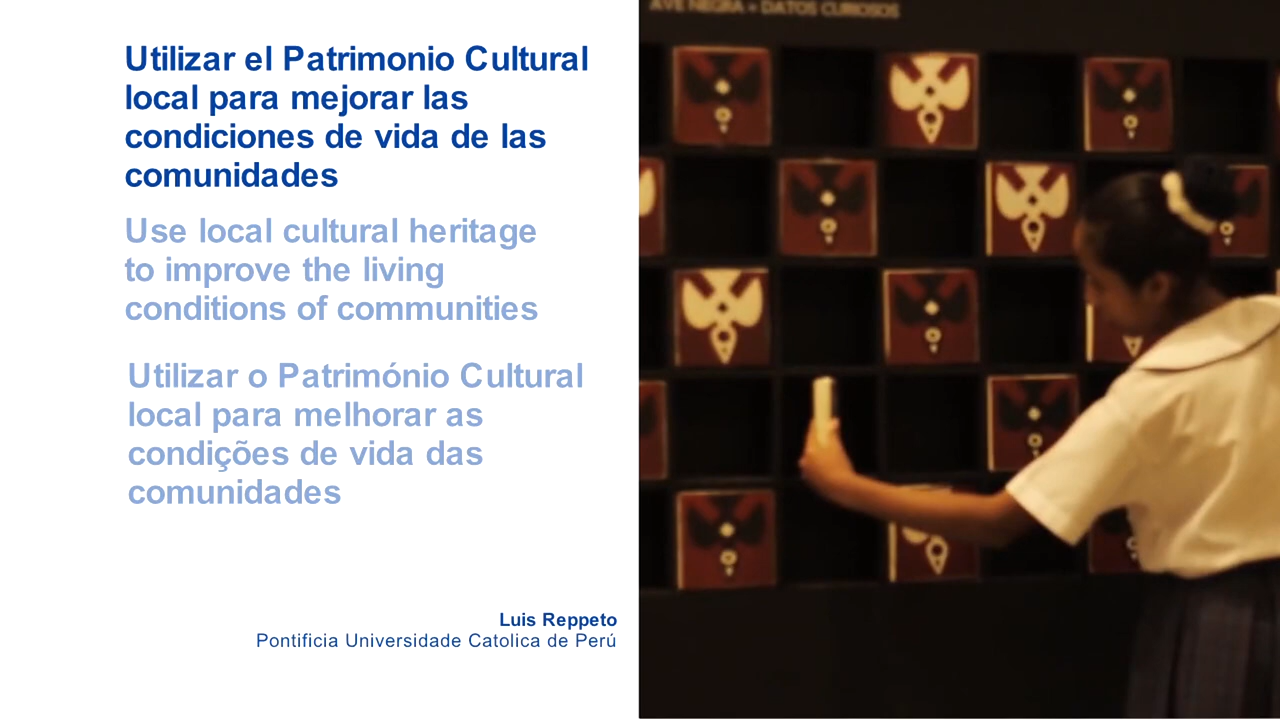 AVE NEGRA + DATOS CURIOSOS
Utilizar el Patrimonio Cultural
local para mejorar las
condiciones de vida de las
comunidades
Use local cultural heritage
to improve the living
conditions of communities
Utilizar o Património Cultural
local para melhorar as
condições de vida das
comunidades
Luis Reppeto
Pontificia Universidade Catolica de Perú